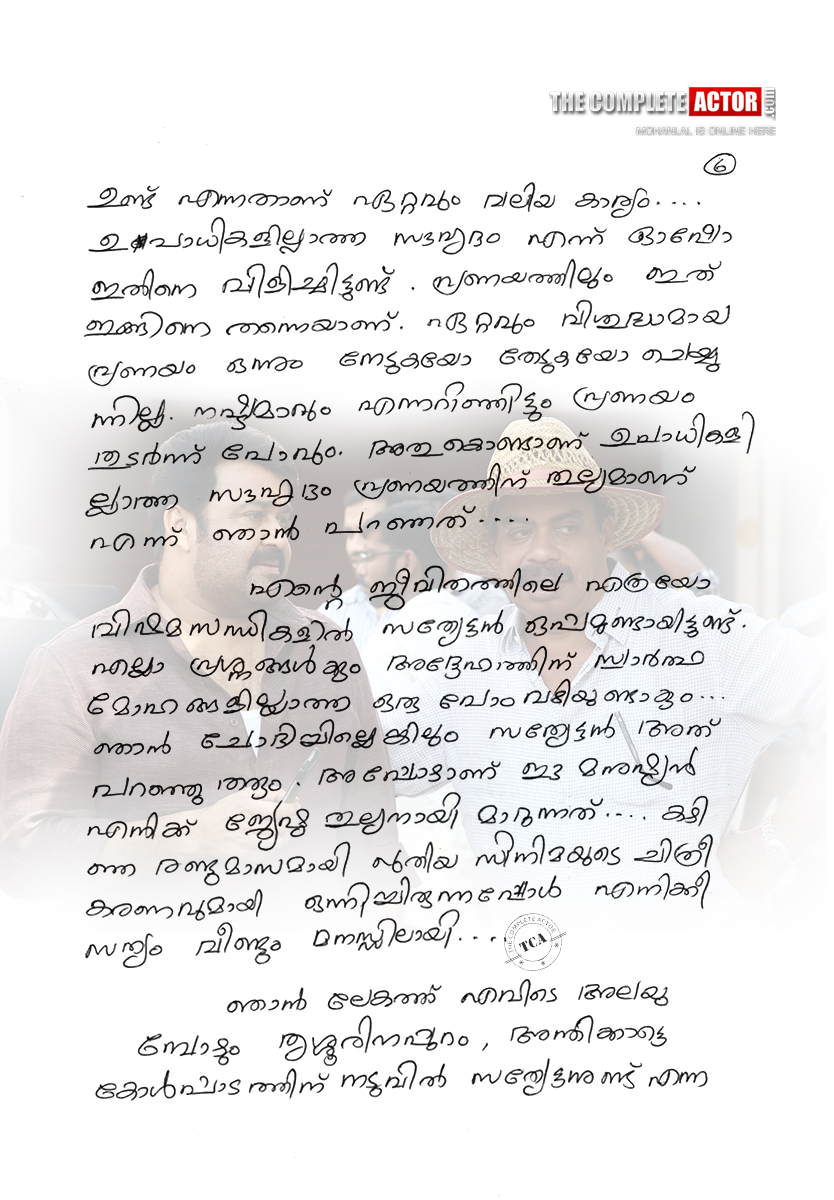 THE COMPLETE ACTOR.com
MOHANLAL IS ONLINE HERE
6
ഉണ്ട് എന്നതാണ് ഏറ്റവും വലിയ കാര്യം....
ഉപാധികളില്ലാത്ത സൗഹൃദം എന്ന് ഓഷോ
ഇതിനെ വിളിച്ചിട്ടുണ്ട്. പ്രണയത്തിലും ഇത്
ഇങ്ങിനെ തന്നെയാണ്. ഏറ്റവും വിശുദ്ധമായ
പ്രണയം ഒന്നും നേടുകയോ തേടുകയോ ചെയ്യു
ന്നില്ല. നഷ്ടമാവും എന്നറിഞ്ഞിട്ടും പ്രണയം
തുടർന്ന് പോവും. അതുകൊണ്ടാണ് ഉപാധികളി
ല്ലാത്ത സൗഹൃദം പ്രണയത്തിന് തുല്യമാണെന്ന്
എന്ന് ഞാൻ പറഞ്ഞത്....
എന്റെ ജീവിതത്തിലെ എത്രയോ
വിഷമസന്ധികളിൽ സത്യേട്ടൻ ഒപ്പമുണ്ടായിട്ടുണ്ട്.
എല്ലാ പ്രശ്നങ്ങൾക്കും അദ്ദേഹത്തിന് സ്വാർത്ഥ
മോഹങ്ങളില്ലാത്ത ഒരു പോംവഴിയുണ്ടാകും...
ഞാൻ ചോദിച്ചില്ലെങ്കിലും സത്യേട്ടൻ അത്
പറഞ്ഞു തരും. അപ്പോഴാണ് ഈ മനുഷ്യൻ
എനിക്ക് ജ്യേഷ്ഠ തുല്യനായി മാറുന്നത്.... കഴി
ഞ്ഞ രണ്ടുമാസമായി പുതിയ സിനിമയുടെ ചിത്രീ
കരണവുമായി ഒന്നിച്ചിരുന്നപ്പോൾ എനിക്കീ
സത്യം വീണ്ടും മനസ്സിലായി....
THE COMPLETE ACTOR
TCA
ഞാൻ ലോകത്ത് എവിടെ അലയു
മ്പോഴും തൃശ്ശൂരിനപ്പുറം, അന്തിക്കാട്ടെ
കോൾപ്പാടത്തിന് നടുവിൽ സത്യേട്ടനുണ്ട് എന്ന